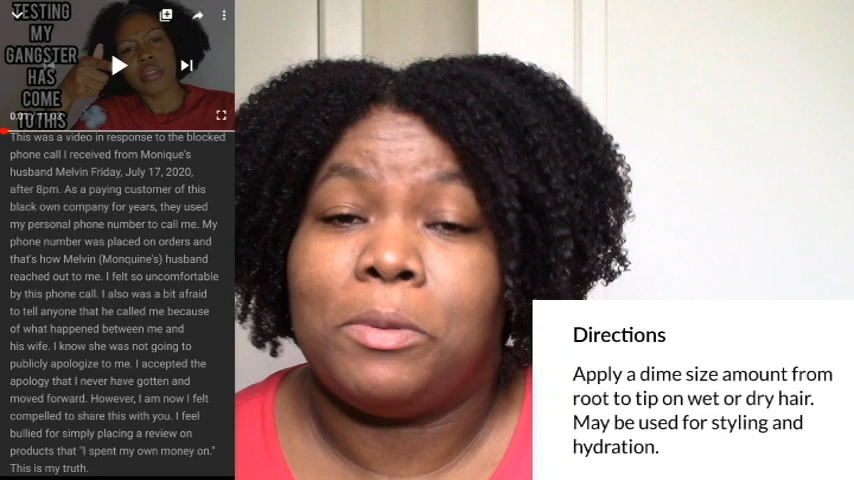 TESTING
MY
GANGSTER
HAS
COME
TO THIS
0:01 / 11:03
This was a video in response to the blocked
phone call I received from Monique's
husband Melvin Friday, July 17, 2020,
after 8pm. As a paying customer of this
black own company for years, they used
my personal phone number to call me. My
phone number was placed on orders and
that's how Melvin (Monquine's) husband
reached out to me. I felt so uncomfortable
by this phone call. I also was a bit afraid
to tell anyone that he called me because
of what happened between me and
his wife. I know she was not going to
publicly apologize to me. I accepted the
apology that I never have gotten and
moved forward. However, I am now I felt
compelled to share this with you. I feel
bullied for simply placing a review on
products that "I spent my own money on."
This is my truth.
Directions
Apply a dime size amount from
root to tip on wet or dry hair.
May be used for styling and
hydration.